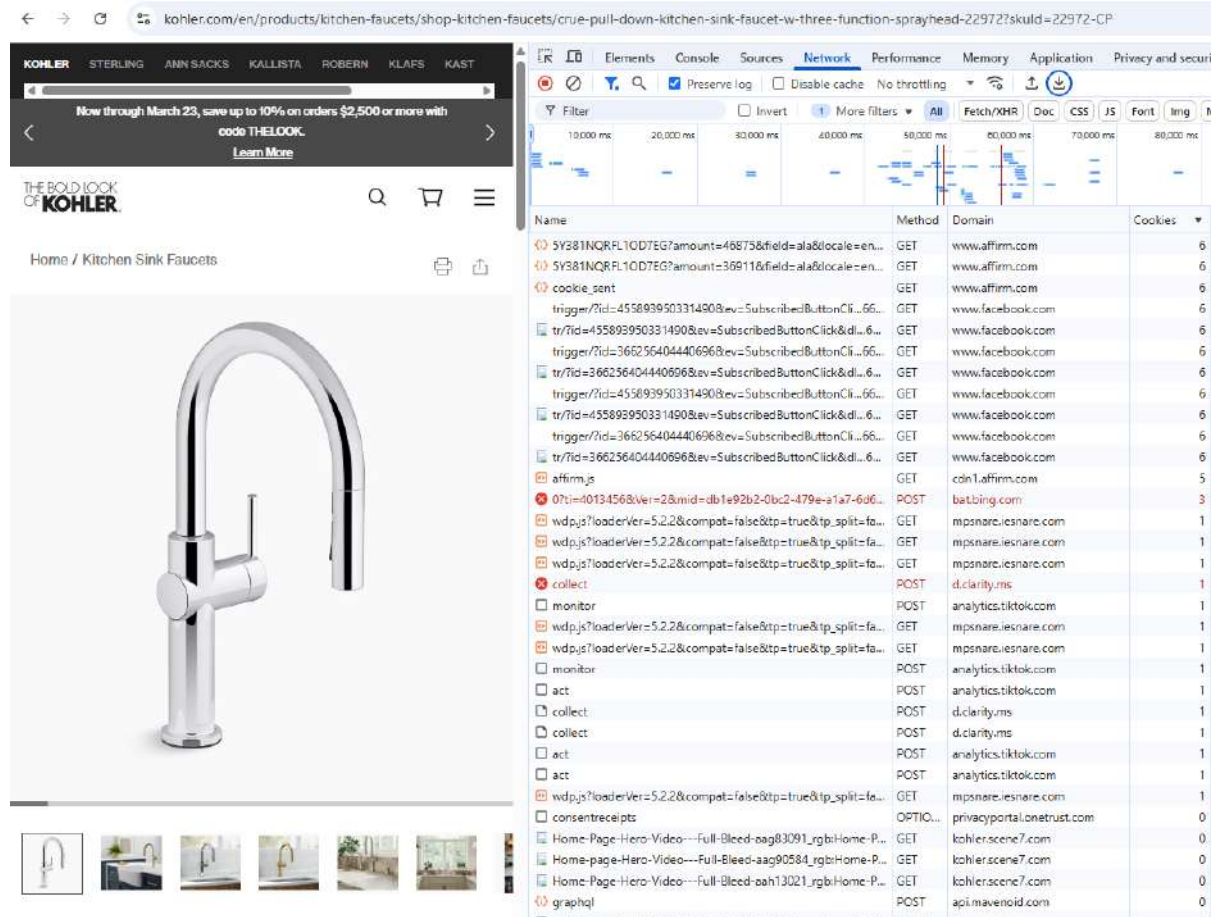 kohler.com/en/products/kitchen-faucets/shop-kitchen-faucets/crue-pull-down-kitchen-sink-faucet-w-three-function-sprayhead-22972?skuId=22972-CP
KOHLER STERLING ANN SACKS KALLISTA ROBERN KLAFS KAST
Now through March 23, save up to 10% on orders $2,500 or more with
code THELOOK.
Learn More
THE BOLD LOOK
OF KOHLER.
Home / Kitchen Sink Faucets
Elements Console Sources Network Performance Memory Application Privacy and securi
Preserve log Disable cache No throttling
Filter Invert 1 More filters All Fetch/XHR Doc CSS JS Font Img
10,000 ms 20,000 ms 30,000 ms 40,000 ms 50,000 ms 60,000 ms 70,000 ms 80,000 ms
Name Method Domain Cookies
5Y381NQRFL1OD7EG?amount=46875&field=ala&locale=en... GET www.affirm.com 6
5Y381NQRFL1OD7EG?amount=36911&field=ala&locale=en... GET www.affirm.com 6
cookie_sent GET www.affirm.com 6
trigger/?id=455893950331490&ev=SubscribedButtonCli...66... GET www.facebook.com 6
tr/?id=455893950331490&ev=SubscribedButtonClick&dl...6... GET www.facebook.com 6
trigger/?id=366256404440696&ev=SubscribedButtonCli...66... GET www.facebook.com 6
tr/?id=366256404440696&ev=SubscribedButtonClick&dl...6... GET www.facebook.com 6
trigger/?id=455893950331490&ev=SubscribedButtonCli...66... GET www.facebook.com 6
tr/?id=455893950331490&ev=SubscribedButtonClick&dl...6... GET www.facebook.com 6
trigger/?id=366256404440696&ev=SubscribedButtonCli...66... GET www.facebook.com 6
tr/?id=366256404440696&ev=SubscribedButtonClick&dl...6... GET www.facebook.com 6
affirm.js GET cdn1.affirm.com 5
0?ti=4013456&Ver=2&mid=db1e92b2-0bc2-479e-a1a7-6d6... POST bat.bing.com 3
wdp.js?loaderVer=5.2.2&compat=false&tp=true&tp_split=fa... GET mpsnare.iesnare.com 1
wdp.js?loaderVer=5.2.2&compat=false&tp=true&tp_split=fa... GET mpsnare.iesnare.com 1
wdp.js?loaderVer=5.2.2&compat=false&tp=true&tp_split=fa... GET mpsnare.iesnare.com 1
collect POST d.clarity.ms 1
monitor POST analytics.tiktok.com 1
wdp.js?loaderVer=5.2.2&compat=false&tp=true&tp_split=fa... GET mpsnare.iesnare.com 1
wdp.js?loaderVer=5.2.2&compat=false&tp=true&tp_split=fa... GET mpsnare.iesnare.com 1
monitor POST analytics.tiktok.com 1
act POST analytics.tiktok.com 1
collect POST d.clarity.ms 1
collect POST d.clarity.ms 1
act POST analytics.tiktok.com 1
act POST analytics.tiktok.com 1
wdp.js?loaderVer=5.2.2&compat=false&tp=true&tp_split=fa... GET mpsnare.iesnare.com 1
consentreceipts OPTIO... privacyportal.onetrust.com 0
Home-Page-Hero-Video---Full-Bleed-aag83091_rgb:Home-P... GET kohler.scene7.com 0
Home-page-Hero-Video---Full-Bleed-aag90584_rgb:Home-P... GET kohler.scene7.com 0
Home-Page-Hero-Video---Full-Bleed-aah13021_rgb:Home-P... GET kohler.scene7.com 0
graphql POST api.mavenoid.com 0